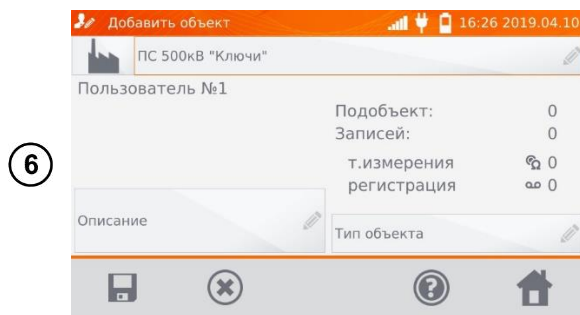 Добавить объект 16:26 2019.04.10
ПС 500кВ "Ключи"
Пользователь №1
Подобъект: 0
Записей: 0
6
т.измерения 0
регистрация 0
Описание
Тип объекта